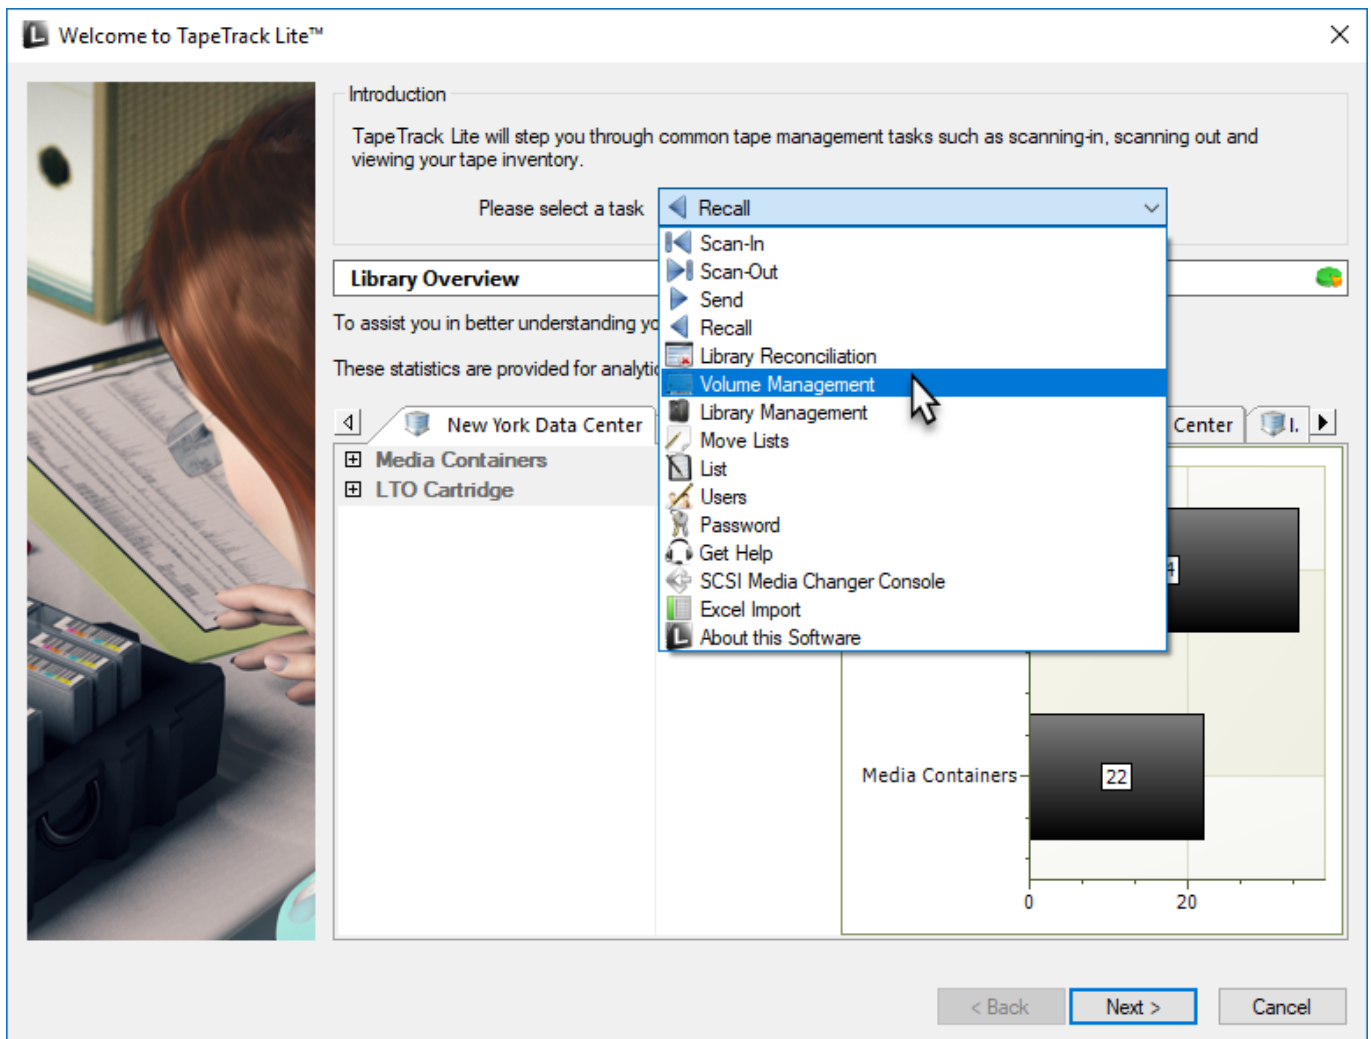 Welcome to TapeTrack Lite™
Introduction
TapeTrack Lite will step you through common tape management tasks such as scanning-in, scanning out and
viewing your tape inventory.
Please select a task
Recall
Scan-In
Scan-Out
Send
Recall
Library Reconciliation
Volume Management
Library Management
Move Lists
List
Users
Password
Get Help
SCSI Media Changer Console
Excel Import
About this Software
Library Overview
To assist you in better understanding
These statistics are provided for
New York Data Center
Center
Media Containers
LTO Cartridge
Media Containers
22
0
20
< Back
Next >
Cancel